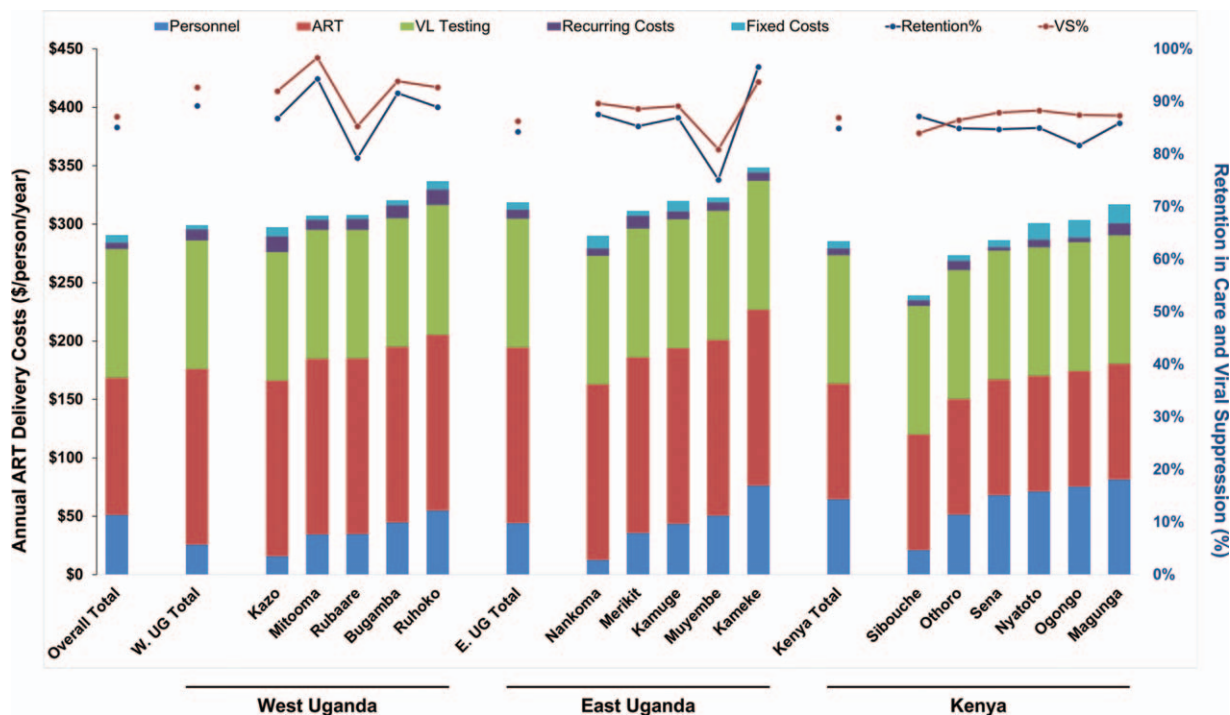 Personnel ART VL Testing Recurring Costs Fixed Costs Retention% VS%
$450
$400
$350
$300
$250
$200
$150
$100
$50
$0
Annual ART Delivery Costs ($/person/year)
100%
90%
80%
70%
60%
50%
40%
30%
20%
10%
0%
Retention in Care and Viral Suppression (%)
Overall Total
W. UG Total
Kazo
Mitooma
Rubaare
Bugamba
Ruhoko
E. UG Total
Nankoma
Merikit
Kamuge
Muyembe
Kameke
Kenya Total
Sibouche
Othoro
Sena
Nyatoto
Ogongo
Magunga
West Uganda East Uganda Kenya